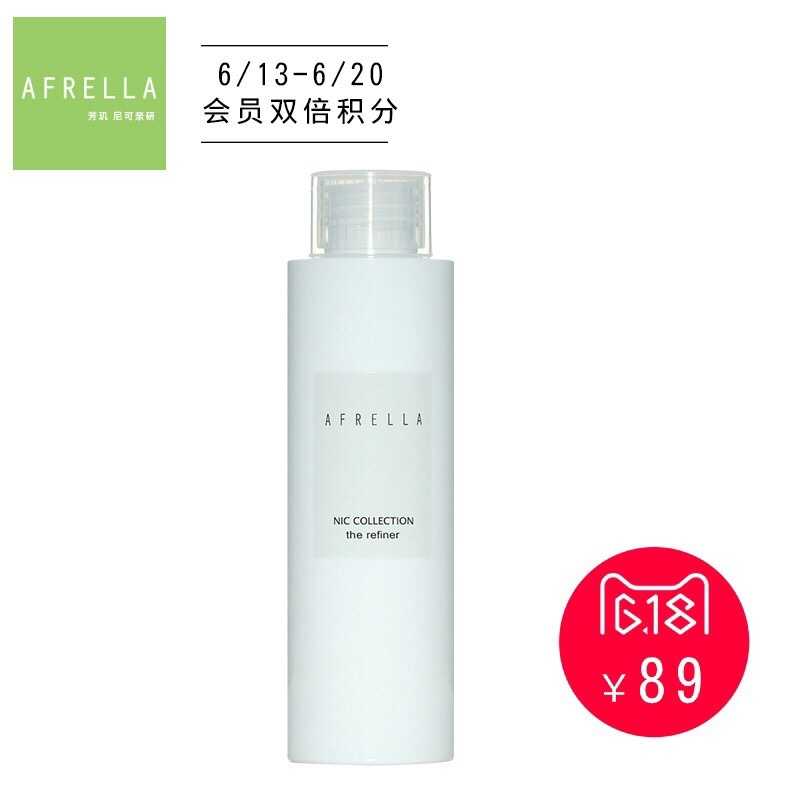 AFRELLA
芳玑 尼可亲研
6/13-6/20
会员双倍积分
AFRELLA
NIC COLLECTION
the refiner
6.18
￥89